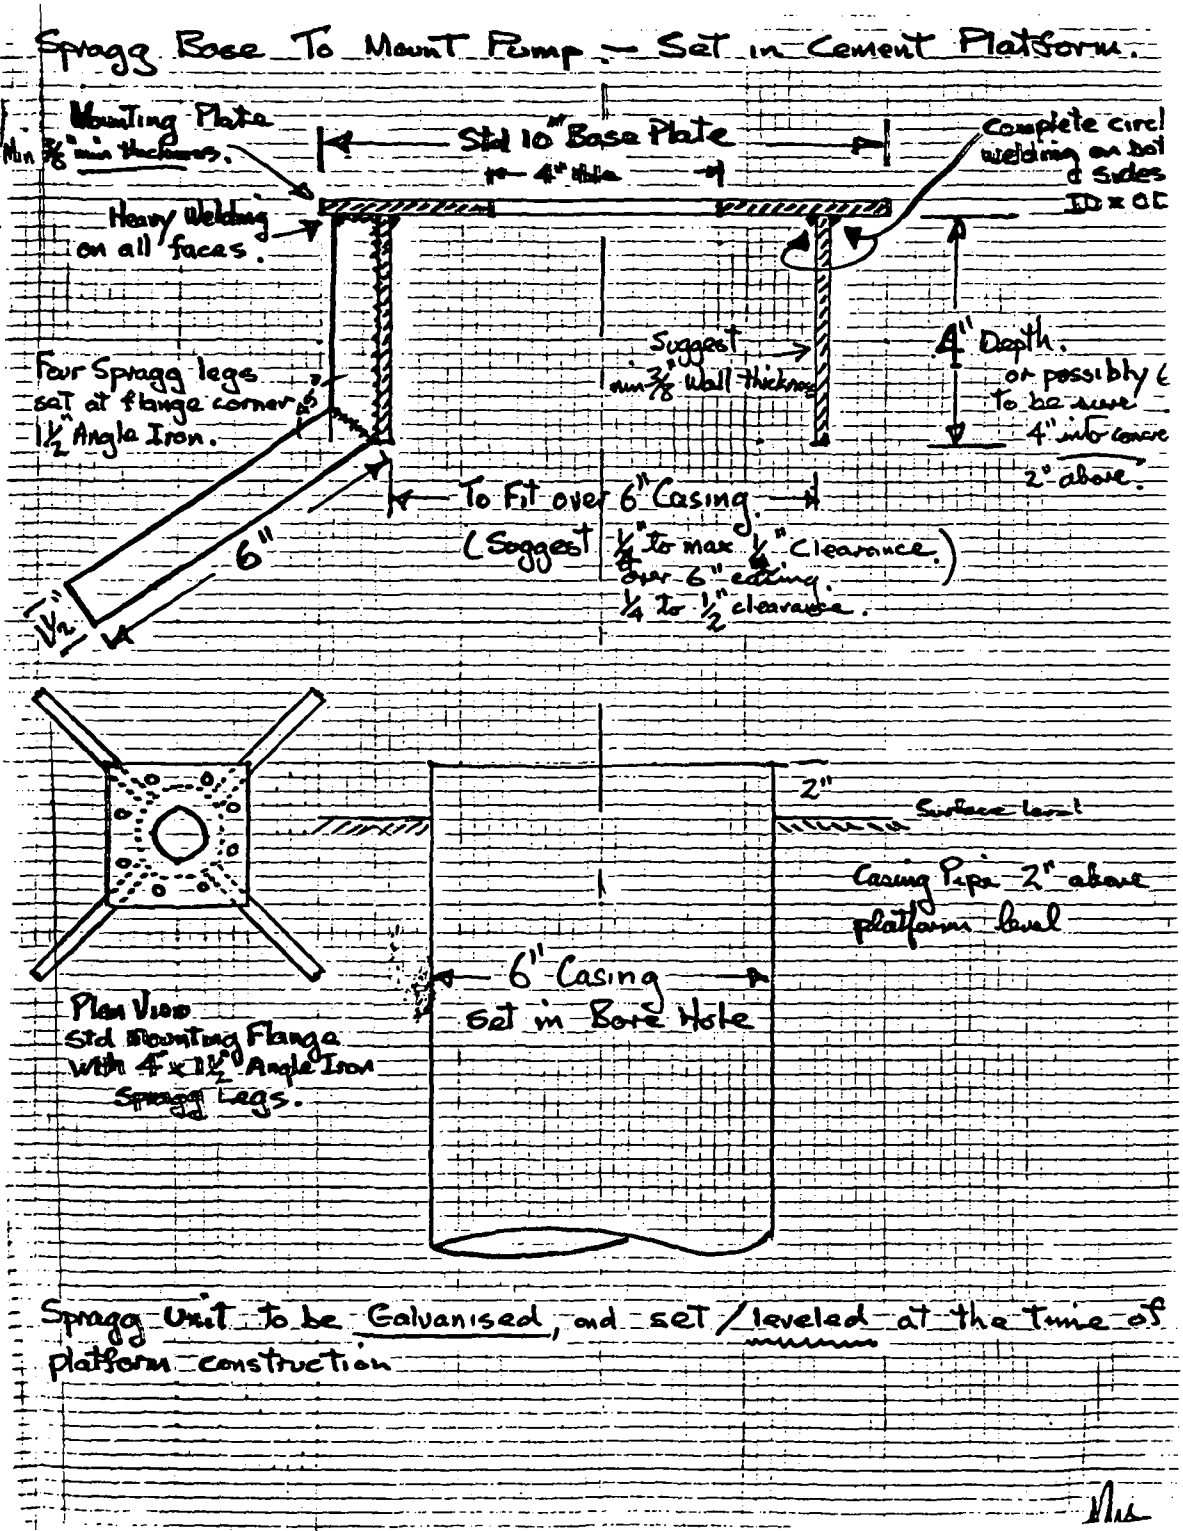 Spragg Base To Mount Pump - Set in Cement Platform.
Mounting Plate
Min 3/8" min thickness.
Std 10" Base Plate
4" Hole
Complete circl
welding on bot
sides
ID x OD
Heavy Welding
on all faces.
Suggest
min 3/8 Wall thickness
4" Depth.
or possibly 6
to be sure
4" into concre
2" above.
Four Spragg legs
set at flange corner
1 1/2" Angle Iron.
To Fit over 6" Casing.
(Suggest 1/4" to max 1/4" Clearance.)
over 6" casing.
1/4 to 1/2" clearance.
6"
1 1/2"
2"
Surface level
Casing Pipe 2" above
platform level
6" Casing
set in Bore Hole
Plan View
Std Mounting Flange
with 4" x 1 1/2" Angle Iron
Spragg Legs.
Spragg Unit to be Galvanised, and set / leveled at the time of
platform construction